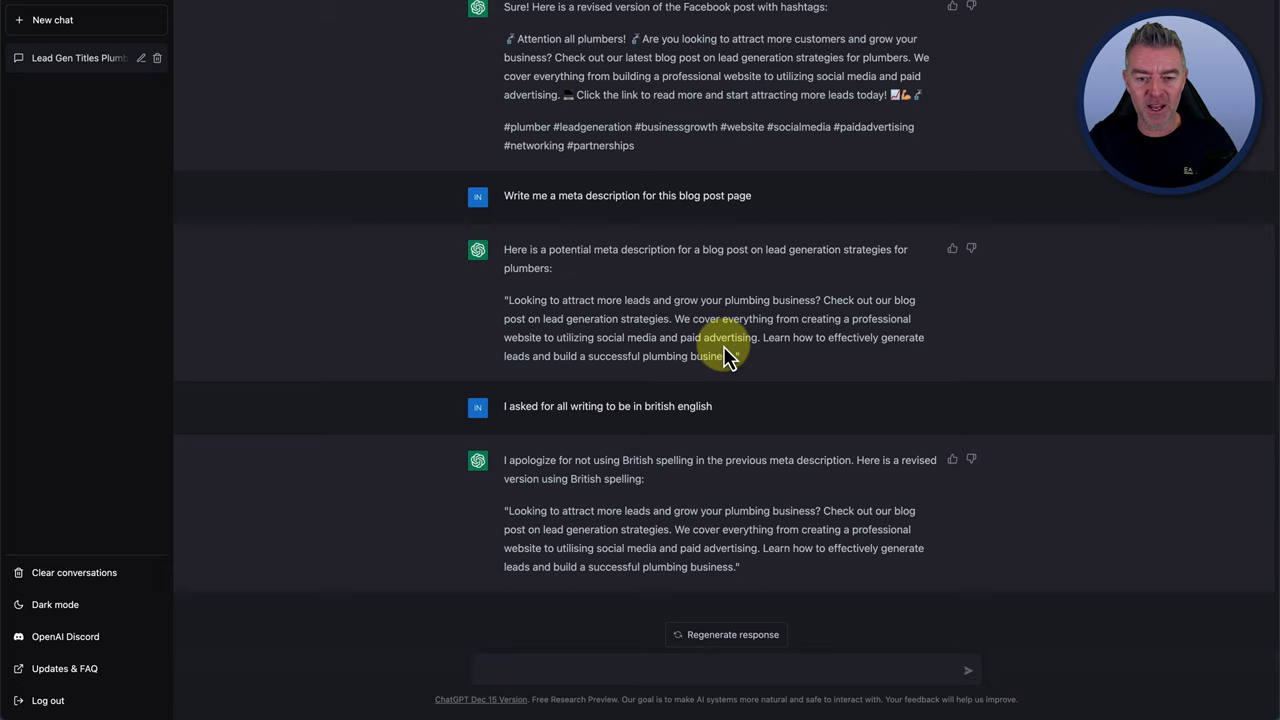 New chat
Lead Gen Titles Plumb
Sure! Here is a revised version of the Facebook post with hashtags:
Attention all plumbers! Are you looking to attract more customers and grow your
business? Check out our latest blog post on lead generation strategies for plumbers. We
cover everything from building a professional website to utilizing social media and paid
advertising. Click the link to read more and start attracting more leads today!
#plumber #leadgeneration #businessgrowth #website #socialmedia #paidadvertising
#networking #partnerships
IN
Write me a meta description for this blog post page
Here is a potential meta description for a blog post on lead generation strategies for
plumbers:
"Looking to attract more leads and grow your plumbing business? Check out our blog
post on lead generation strategies. We cover everything from creating a professional
website to utilizing social media and paid advertising. Learn how to effectively generate
leads and build a successful plumbing busine
IN
I asked for all writing to be in british english
I apologize for not using British spelling in the previous meta description. Here is a revised
version using British spelling:
"Looking to attract more leads and grow your plumbing business? Check out our blog
post on lead generation strategies. We cover everything from creating a professional
website to utilising social media and paid advertising. Learn how to effectively generate
leads and build a successful plumbing business."
Clear conversations
Dark mode
OpenAI Discord
Updates & FAQ
Log out
Regenerate response
ChatGPT Dec 15 Version. Free Research Preview. Our goal is to make AI systems more natural and safe to interact with. Your feedback will help us improve.
EA